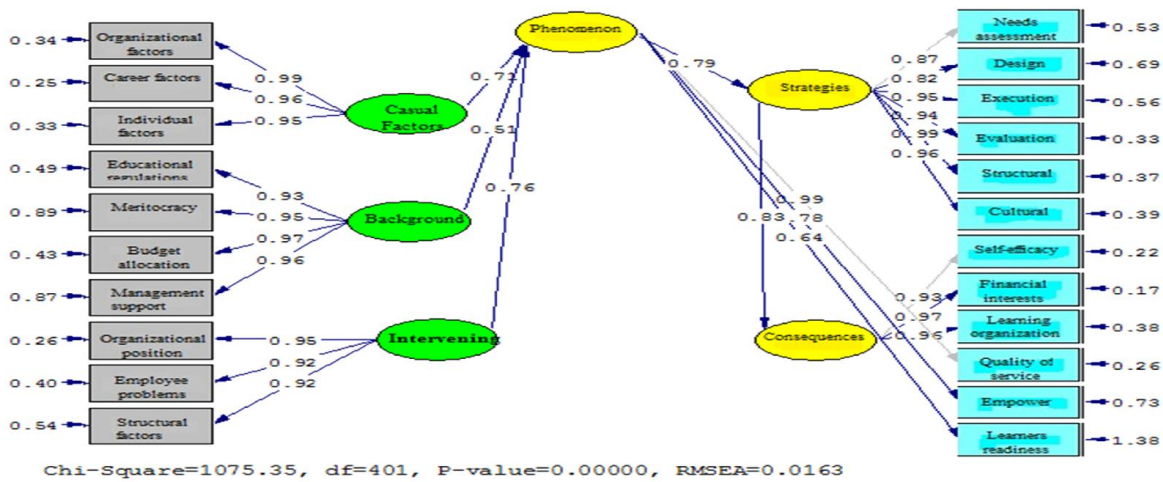 0.34
Organizational
factors
0.25
Career factors
0.33
Individual
factors
0.49
Educational
regulations
0.89
Meritocracy
0.43
Budget
allocation
0.87
Management
support
0.26
Organizational
position
0.40
Employee
problems
0.54
Structural
factors
0.99
0.96
0.95
0.93
0.95
0.97
0.96
0.95
0.92
0.92
Casual
Factors
Background
Intervening
0.71
0.51
0.76
Phenomenon
0.79
Strategies
0.83
0.99
0.78
0.64
Consequences
0.87
0.82
0.95
0.94
0.99
0.96
0.93
0.97
0.96
Needs
assessment
0.53
Design
0.69
Execution
0.56
Evaluation
0.33
Structural
0.37
Cultural
0.39
Self-efficacy
0.22
Financial
interests
0.17
Learning
organization
0.38
Quality of
service
0.26
Empower
0.73
Learners
readiness
1.38
Chi-Square=1075.35, df=401, P-value=0.00000, RMSEA=0.0163